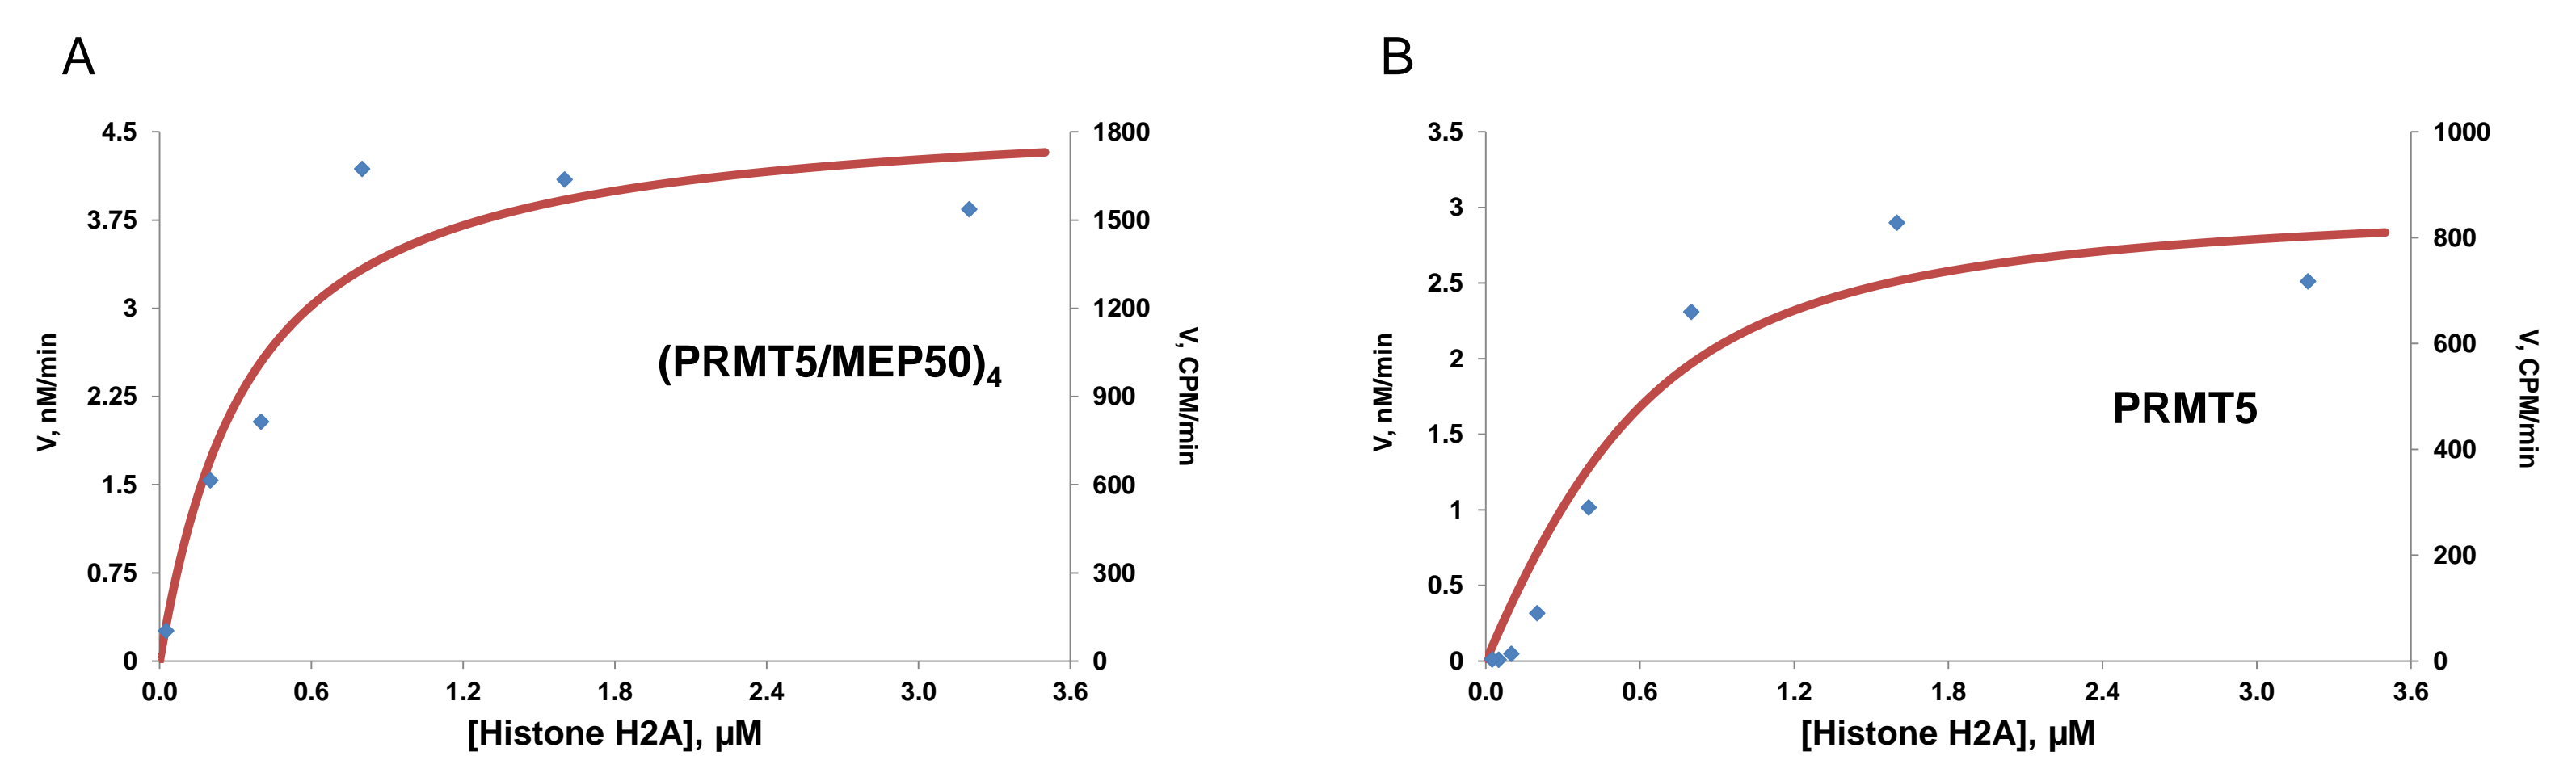 A
4.5
3.75
3
2.25
1.5
0.75
0
V, nM/min
1800
1500
1200
900
600
300
0
V, CPM/min
(PRMT5/MEP50)4
0.0 0.6 1.2 1.8 2.4 3.0 3.6
[Histone H2A], µM
B
3.5
3
2.5
2
1.5
1
0.5
0
V, nM/min
1000
800
600
400
200
0
V, CPM/min
PRMT5
0.0 0.6 1.2 1.8 2.4 3.0 3.6
[Histone H2A], µM